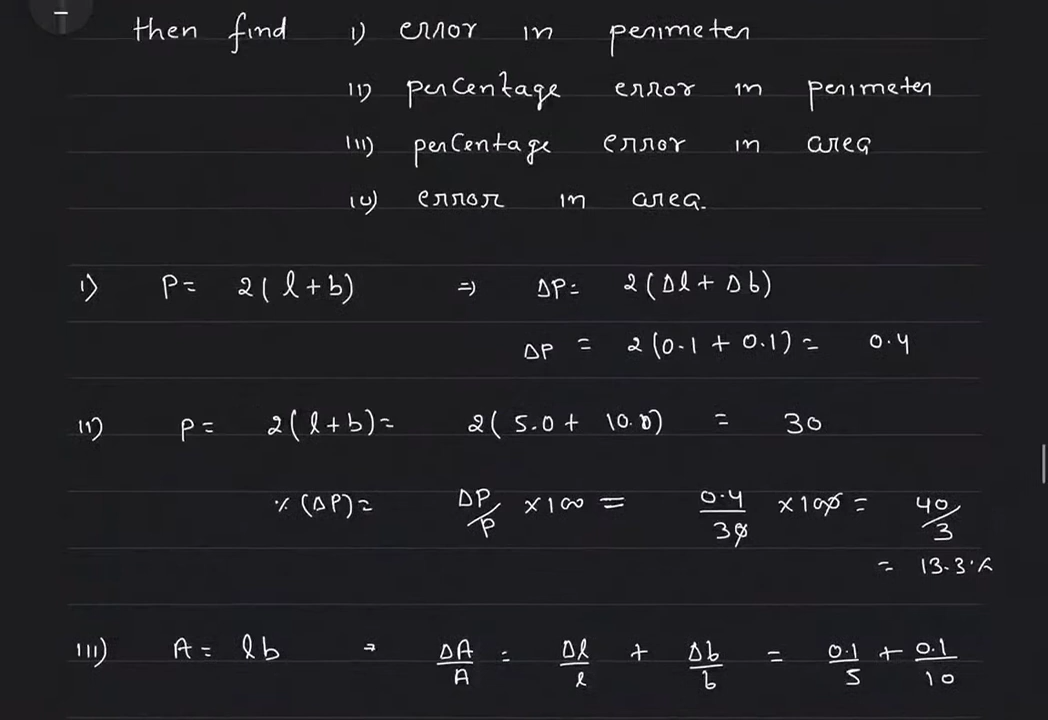 then find i) error in perimeter
ii) percentage error in perimeter
iii) percentage error in area
iv) error in area.
i) P = 2(l+b) ⇒ ΔP = 2(Δl + Δb)
ΔP = 2(0.1 + 0.1) = 0.4
ii) P = 2(l+b) = 2(5.0 + 10.0) = 30
% (ΔP) = ΔP/P × 100 = 0.4/30 × 100 = 40/3
= 13.3 %
iii) A = lb ⇒ ΔA/A = Δl/l + Δb/b = 0.1/5 + 0.1/10